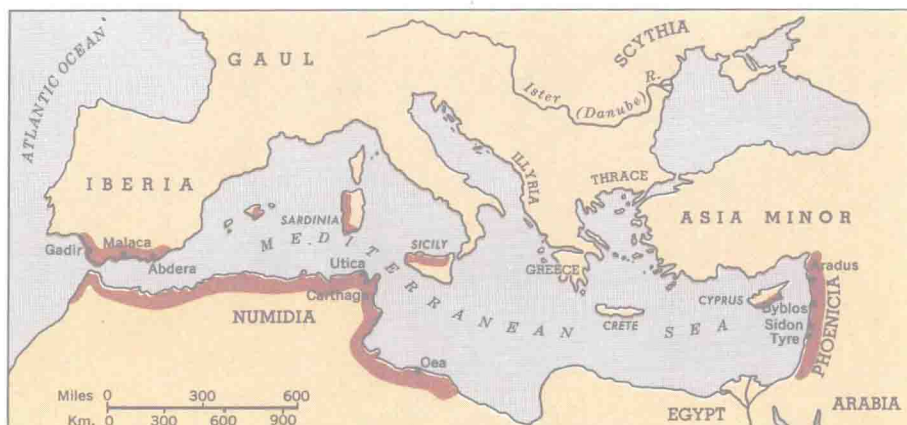 ATLANTIC OCEAN
GAUL
SCYTHIA
Ister (Danube) R.
IBERIA
ILLYRIA
THRACE
SARDINIA
ASIA MINOR
MEDITERRANEAN SEA
Gadir
Malaca
Abdera
SICILY
Utica
Carthage
GREECE
Aradus
CYPRUS
Byblos
CRETE
Sidon
Tyre
PHOENICIA
NUMIDIA
Oea
Miles 0 300 600
Km. 0 300 600 900
EGYPT
ARABIA